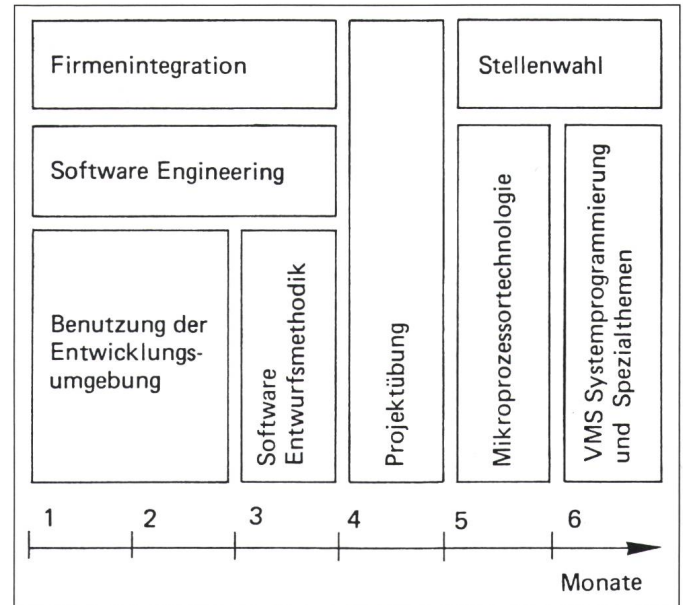 Firmenintegration
Stellenwahl
Software Engineering
Benutzung der
Entwicklungs-
umgebung
Software
Entwurfsmethodik
Projektübung
Mikroprozessortechnologie
VMS Systemprogrammierung
und Spezialthemen
1 2 3 4 5 6
Monate